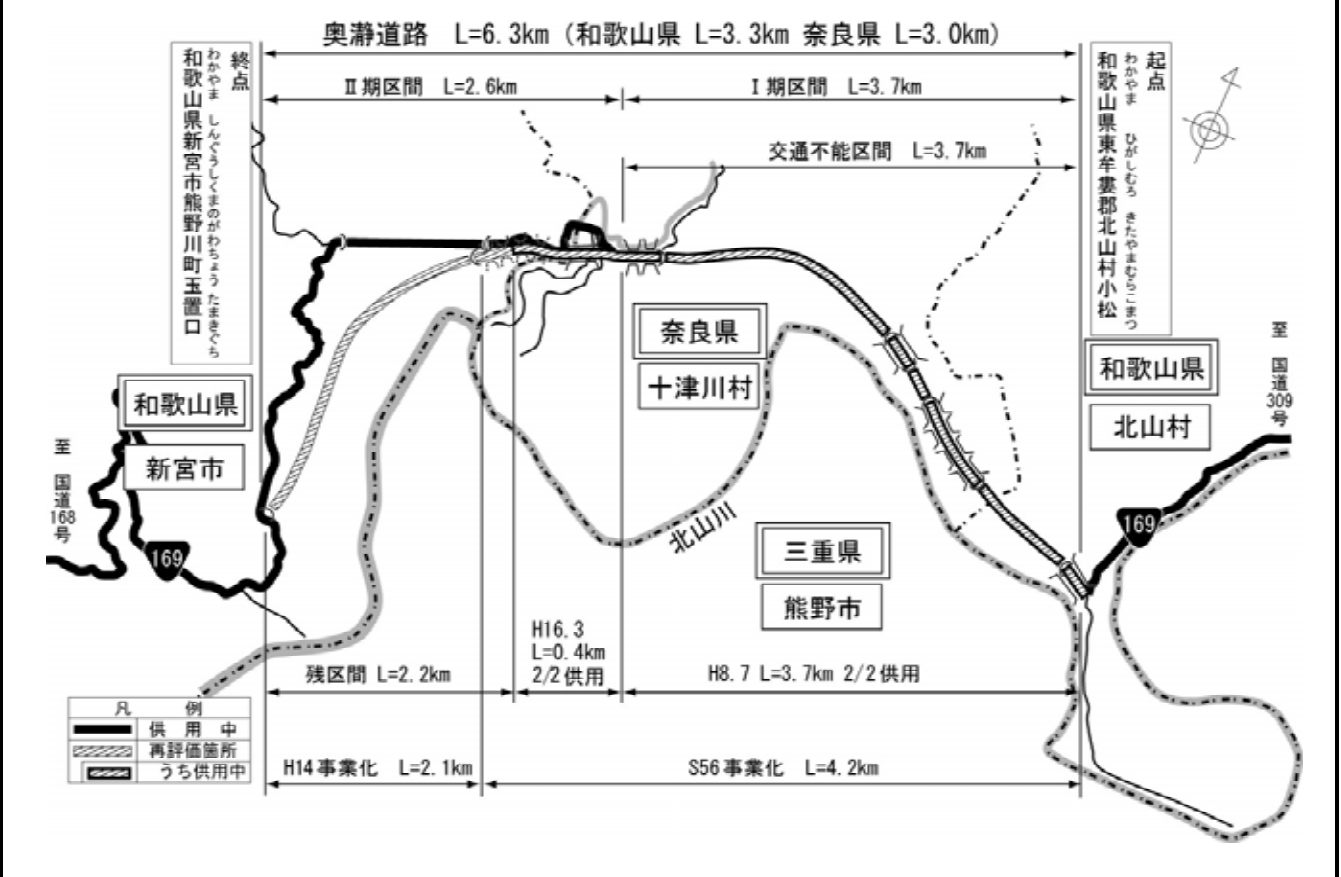 奥瀞道路 L=6.3km (和歌山県 L=3.3km 奈良県 L=3.0km)
終点
わかやま しんぐうしくまのがわちょう たまきぐち
和歌山県新宮市熊野川町玉置口
起点
わかやま ひがしむろ きたやまむらこまつ
和歌山県東牟婁郡北山村小松
Ⅱ期区間 L=2.6km
Ⅰ期区間 L=3.7km
交通不能区間 L=3.7km
奈良県
十津川村
和歌山県
新宮市
和歌山県
北山村
至 国道309号
至 国道168号
169
169
北山川
三重県
熊野市
H16.3
L=0.4km
2/2供用
残区間 L=2.2km
H8.7 L=3.7km 2/2供用
凡例
供用中
再評価箇所
うち供用中
H14事業化 L=2.1km
S56事業化 L=4.2km